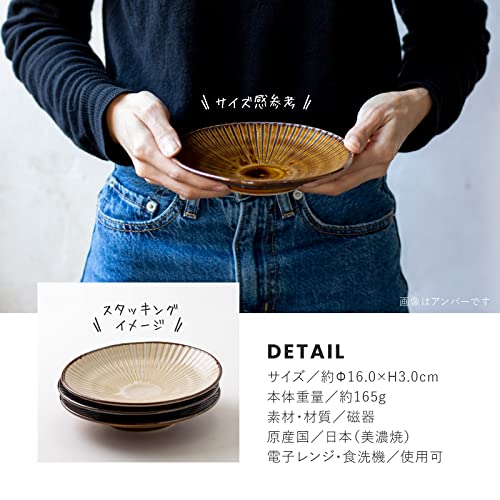 サイズ感参考
画像はアンバーです
スタッキング
イメージ
DETAIL
サイズ／約Φ16.0×H3.0cm
本体重量／約165g
素材・材質／磁器
原産国／日本（美濃焼）
電子レンジ・食洗機／使用可